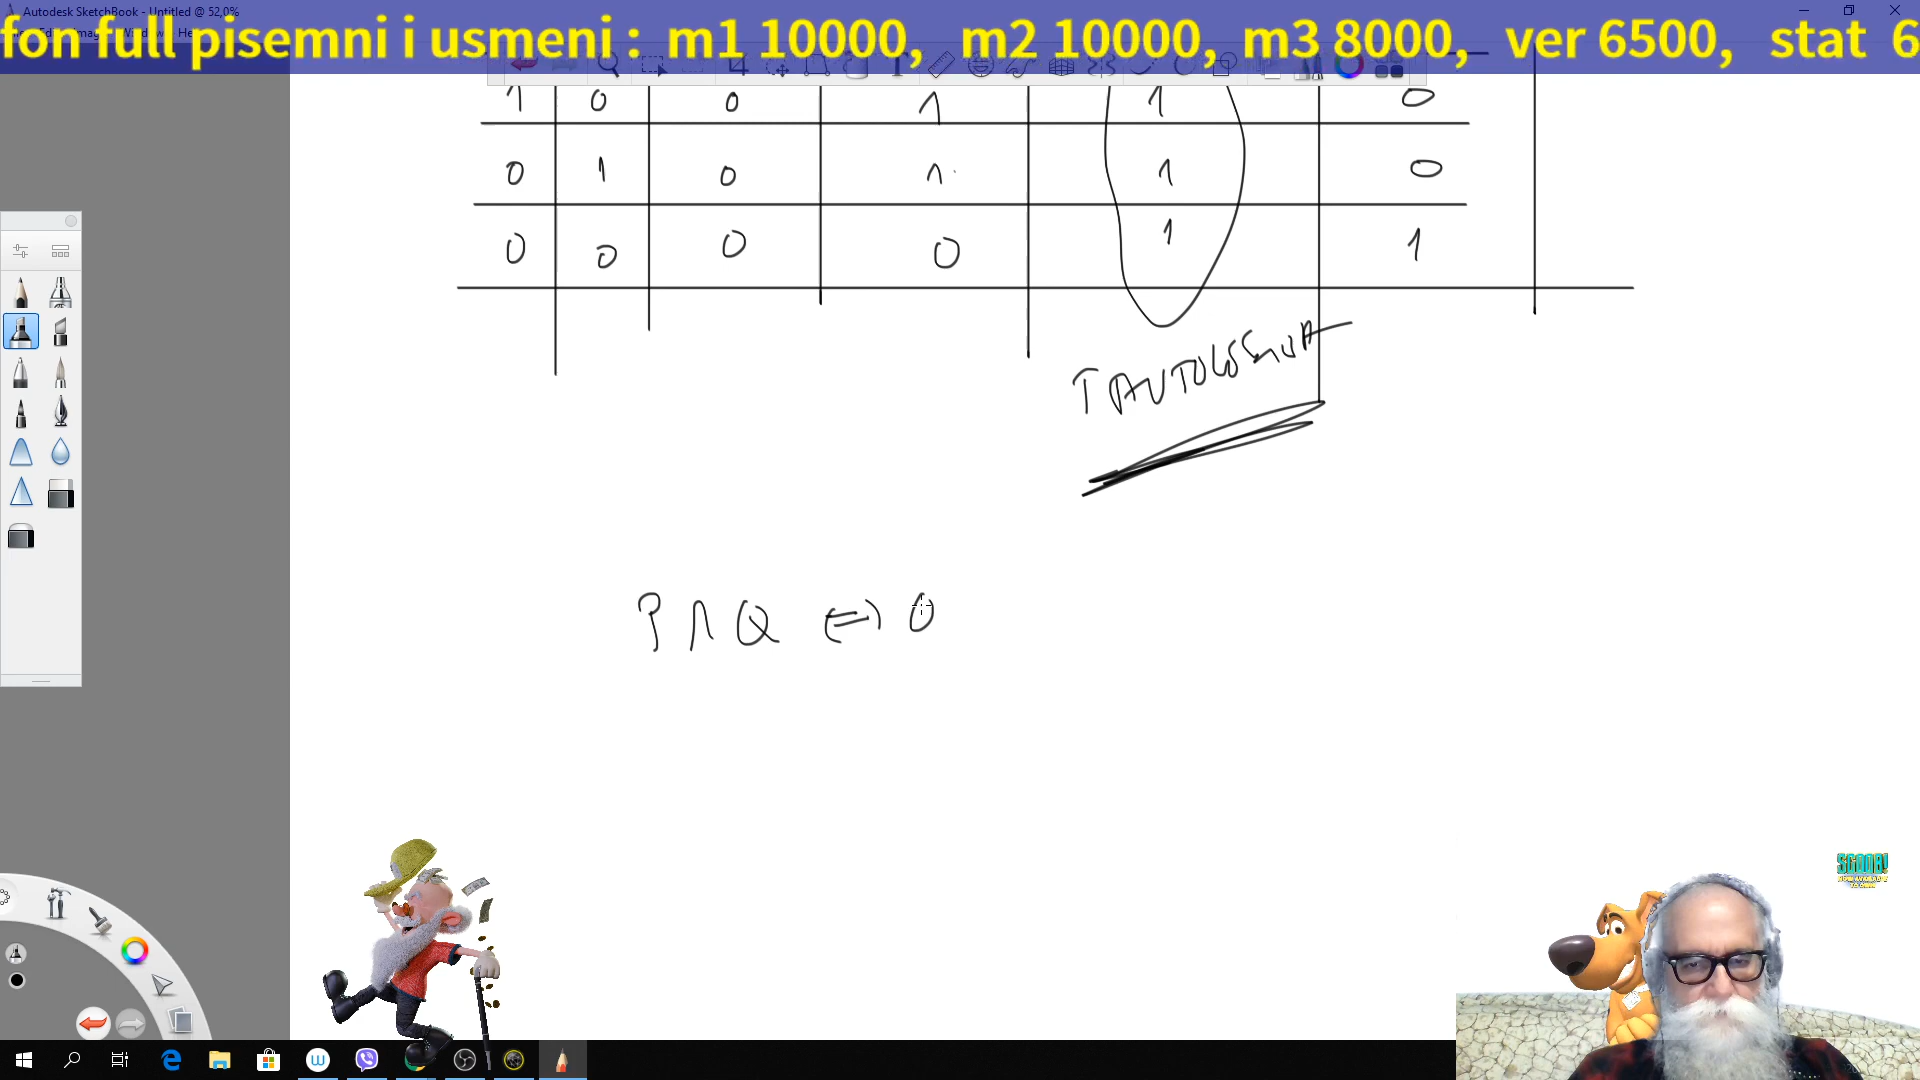 Autodesk SketchBook - Untitled @ 52,0%
fon full pisemni i usmeni : m1 10000, m2 10000, m3 8000, ver 6500, stat 6
1 0 0 1 1 0
0 1 0 1 1 0
0 0 0 0 1 1
P ∧ Q ⇔ 0
SCOOB!